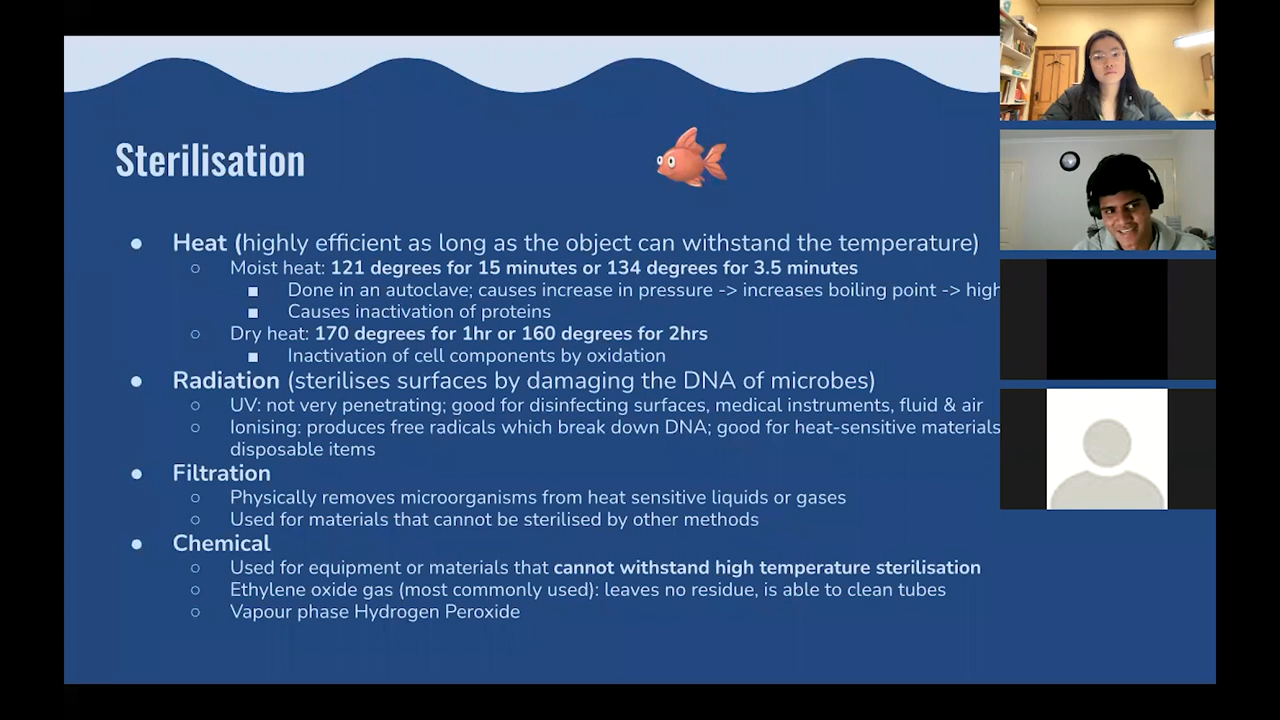 Sterilisation
● Heat (highly efficient as long as the object can withstand the temperature)
○ Moist heat: 121 degrees for 15 minutes or 134 degrees for 3.5 minutes
■ Done in an autoclave; causes increase in pressure -> increases boiling point -> high
■ Causes inactivation of proteins
○ Dry heat: 170 degrees for 1hr or 160 degrees for 2hrs
■ Inactivation of cell components by oxidation
● Radiation (sterilises surfaces by damaging the DNA of microbes)
○ UV: not very penetrating; good for disinfecting surfaces, medical instruments, fluid & air
○ Ionising: produces free radicals which break down DNA; good for heat-sensitive materials
disposable items
● Filtration
○ Physically removes microorganisms from heat sensitive liquids or gases
○ Used for materials that cannot be sterilised by other methods
● Chemical
○ Used for equipment or materials that cannot withstand high temperature sterilisation
○ Ethylene oxide gas (most commonly used): leaves no residue, is able to clean tubes
○ Vapour phase Hydrogen Peroxide